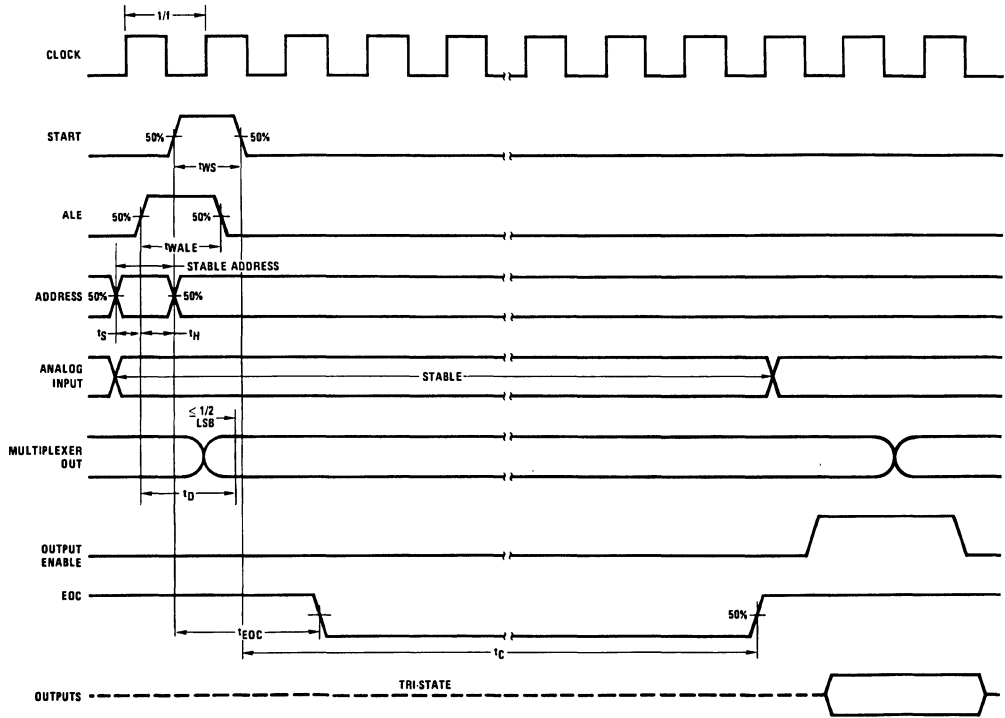 1/f
CLOCK
START
50%
50%
tWS
ALE
50%
50%
tWALE
STABLE ADDRESS
ADDRESS
50%
50%
tS
tH
ANALOG
INPUT
STABLE
≤ 1/2
LSB
MULTIPLEXER
OUT
tD
OUTPUT
ENABLE
EOC
50%
tEOC
tC
TRI-STATE
OUTPUTS